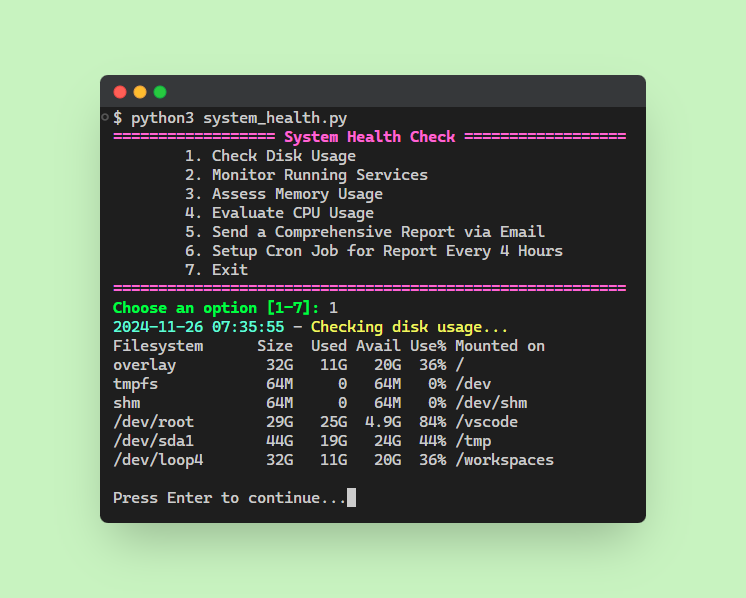 $ python3 system_health.py
================== System Health Check ==================
1. Check Disk Usage
2. Monitor Running Services
3. Assess Memory Usage
4. Evaluate CPU Usage
5. Send a Comprehensive Report via Email
6. Setup Cron Job for Report Every 4 Hours
7. Exit
=========================================================
Choose an option [1-7]: 1
2024-11-26 07:35:55 - Checking disk usage...
Filesystem      Size  Used Avail Use% Mounted on
overlay          32G   11G   20G  36% /
tmpfs            64M     0   64M   0% /dev
shm              64M     0   64M   0% /dev/shm
/dev/root        29G   25G  4.9G  84% /vscode
/dev/sda1        44G   19G   24G  44% /tmp
/dev/loop4       32G   11G   20G  36% /workspaces
Press Enter to continue...